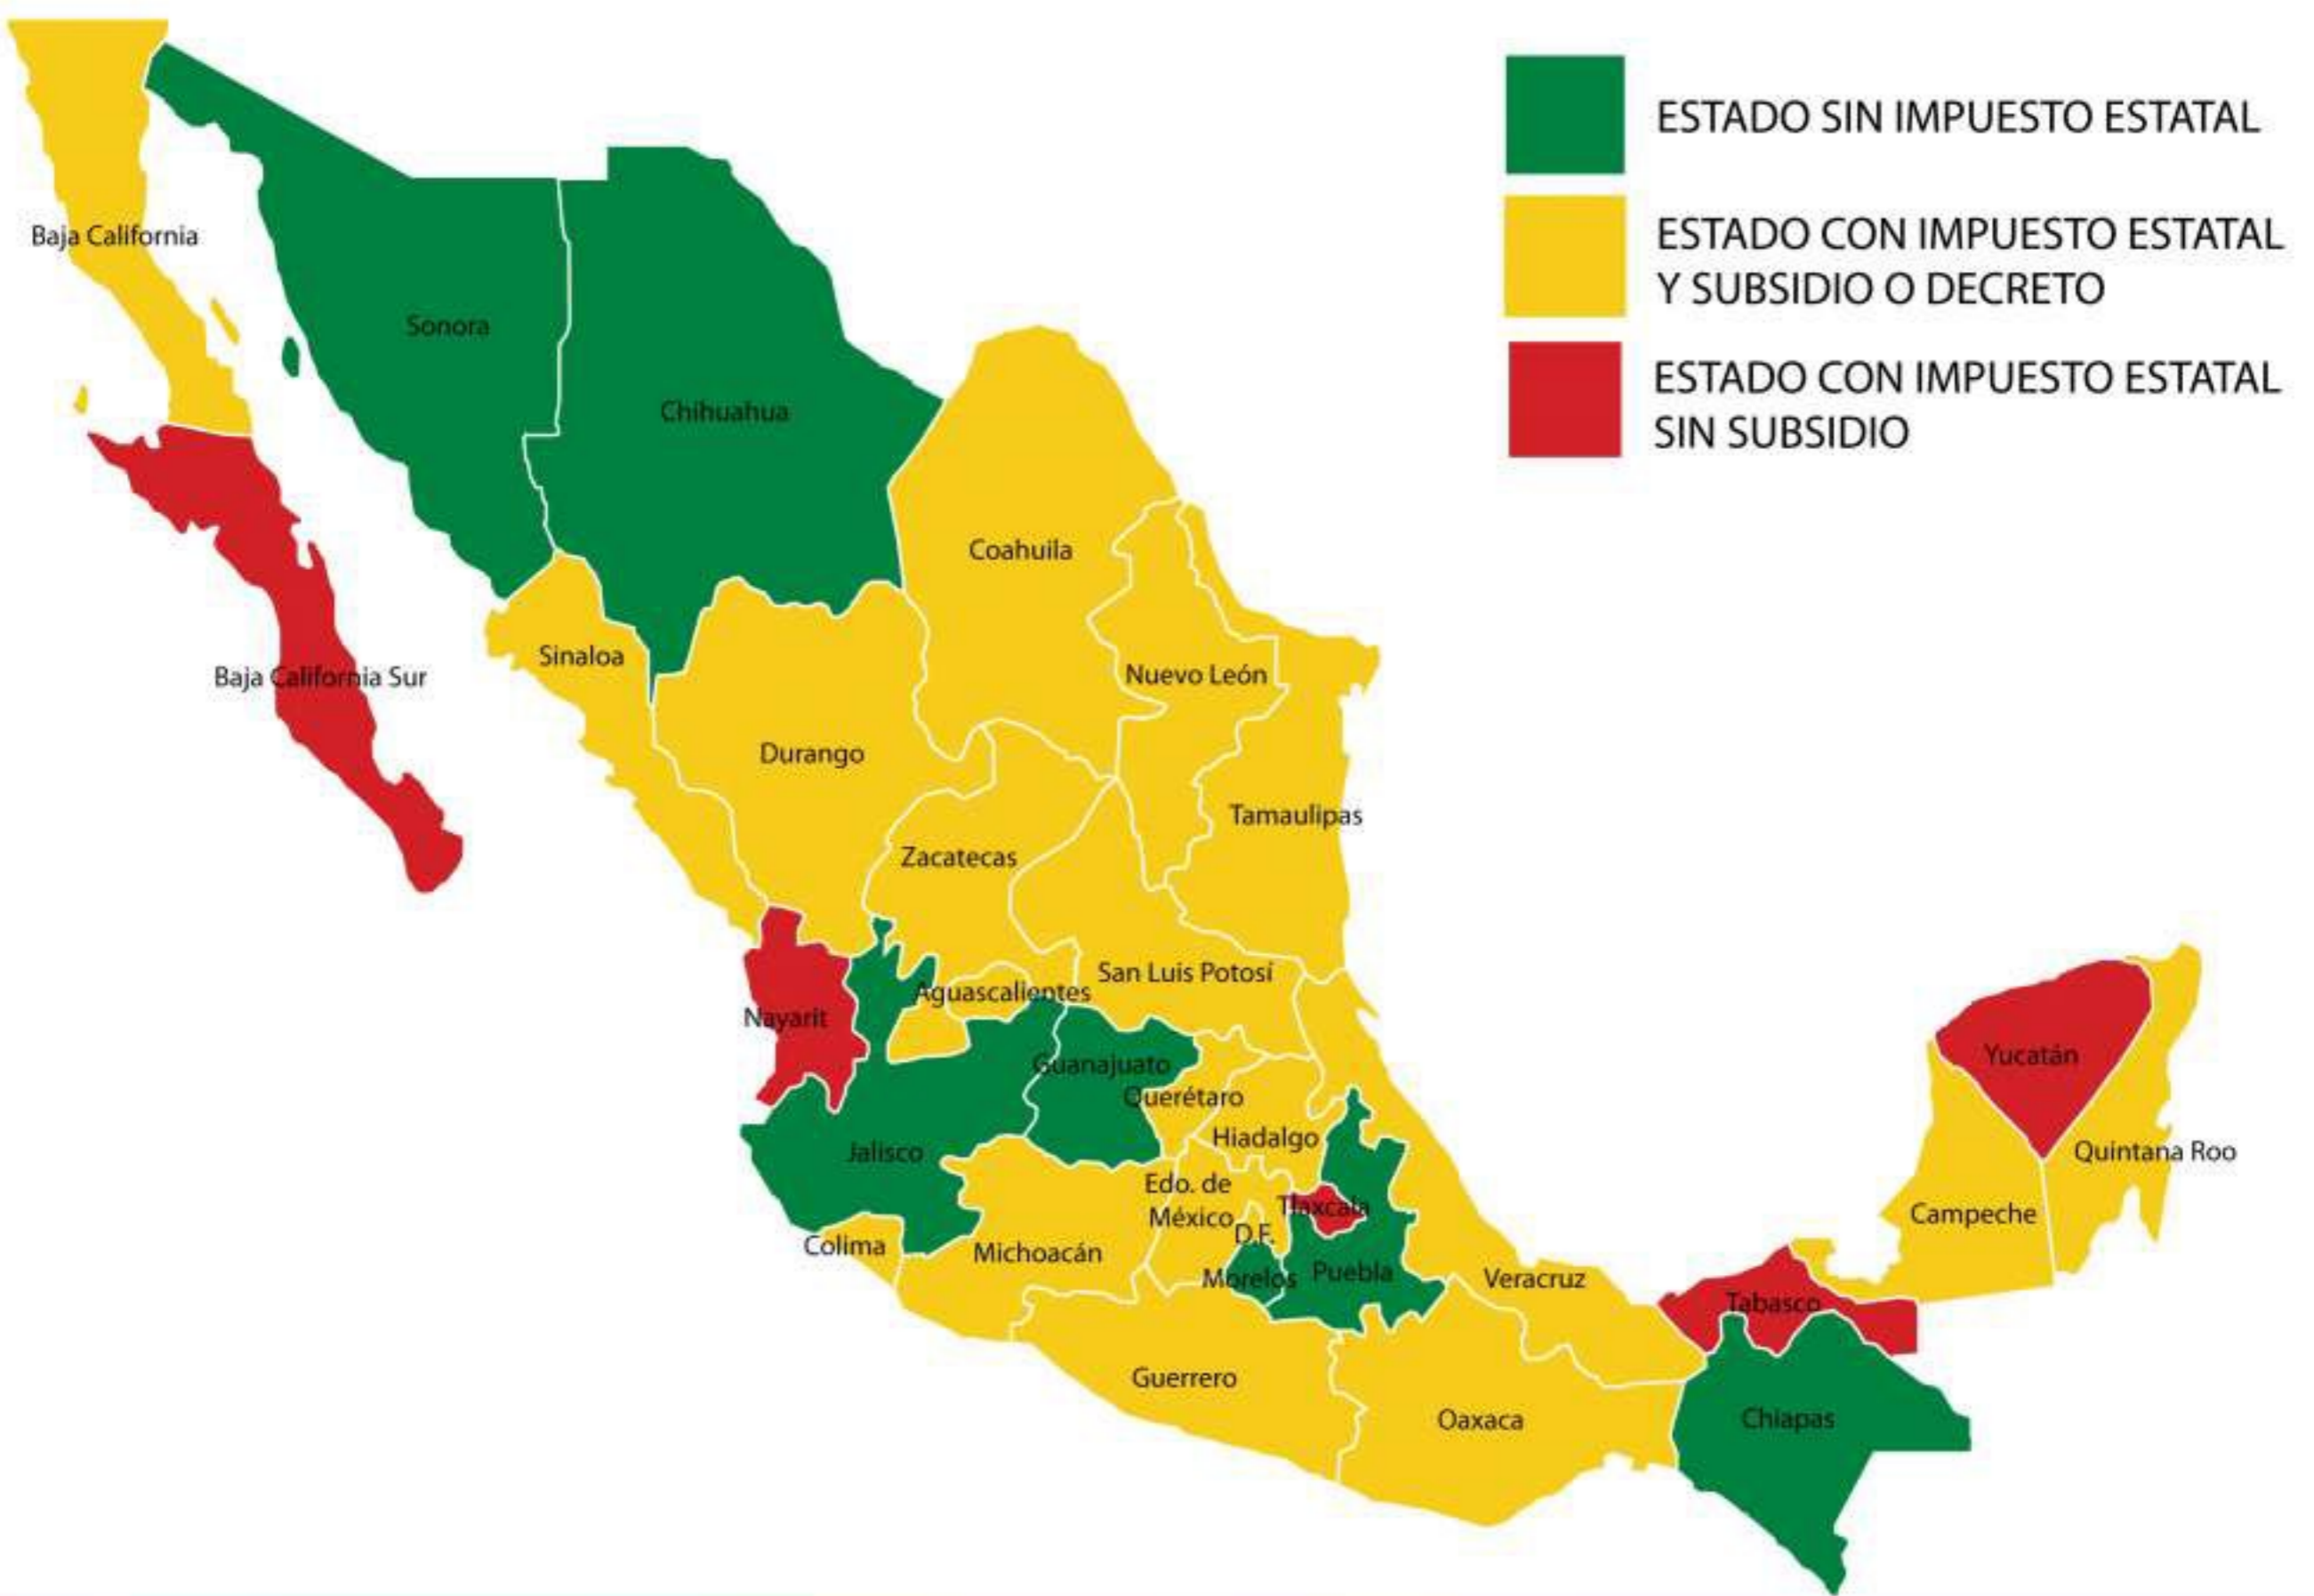 ESTADO SIN IMPUESTO ESTATAL
ESTADO CON IMPUESTO ESTATAL
Y SUBSIDIO O DECRETO
ESTADO CON IMPUESTO ESTATAL
SIN SUBSIDIO
Baja California
Sonora
Chihuahua
Coahuila
Sinaloa
Baja California Sur
Nuevo León
Durango
Tamaulipas
Zacatecas
San Luis Potosí
Aguascalientes
Nayarit
Guanajuato
Querétaro
Hiadalgo
Jalisco
Edo. de
México
Tlaxcala
D.F.
Colima
Michoacán
Morelos
Puebla
Veracruz
Guerrero
Oaxaca
Tabasco
Chiapas
Yucatán
Quintana Roo
Campeche